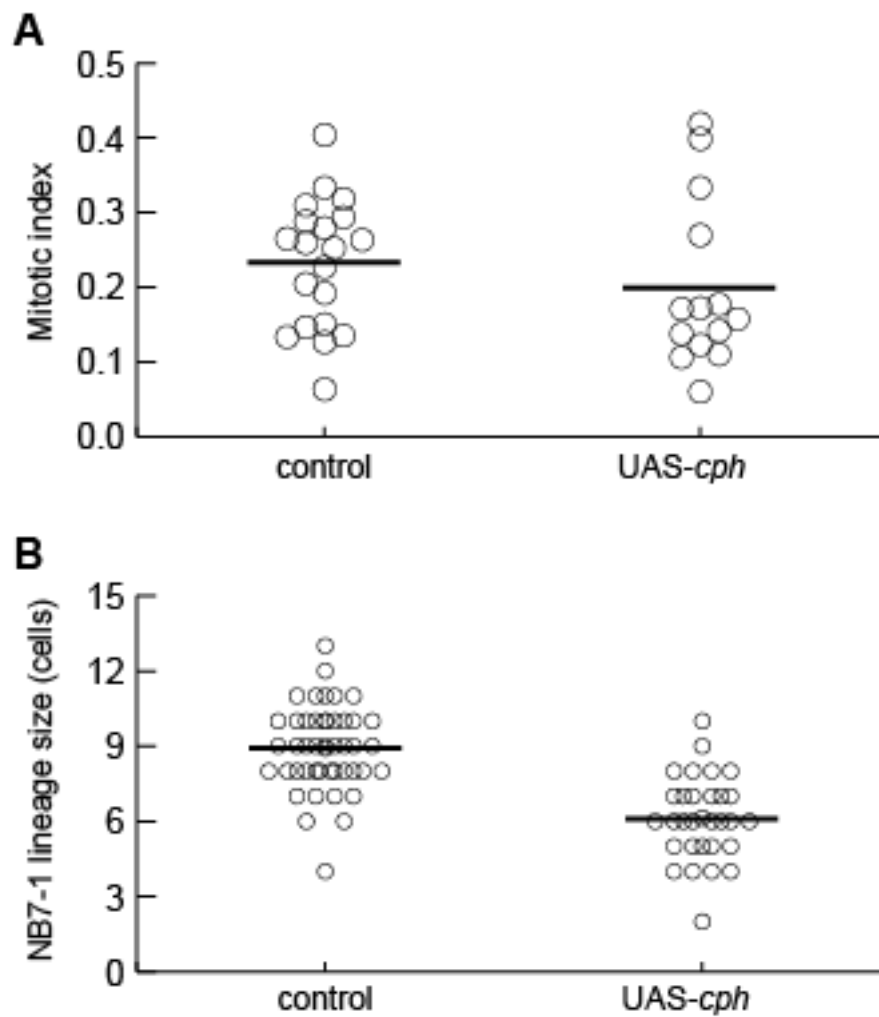 A
Mitotic index
0.5
0.4
0.3
0.2
0.1
0.0
control
UAS-cph
B
NB7-1 lineage size (cells)
15
12
9
6
3
0
control
UAS-cph